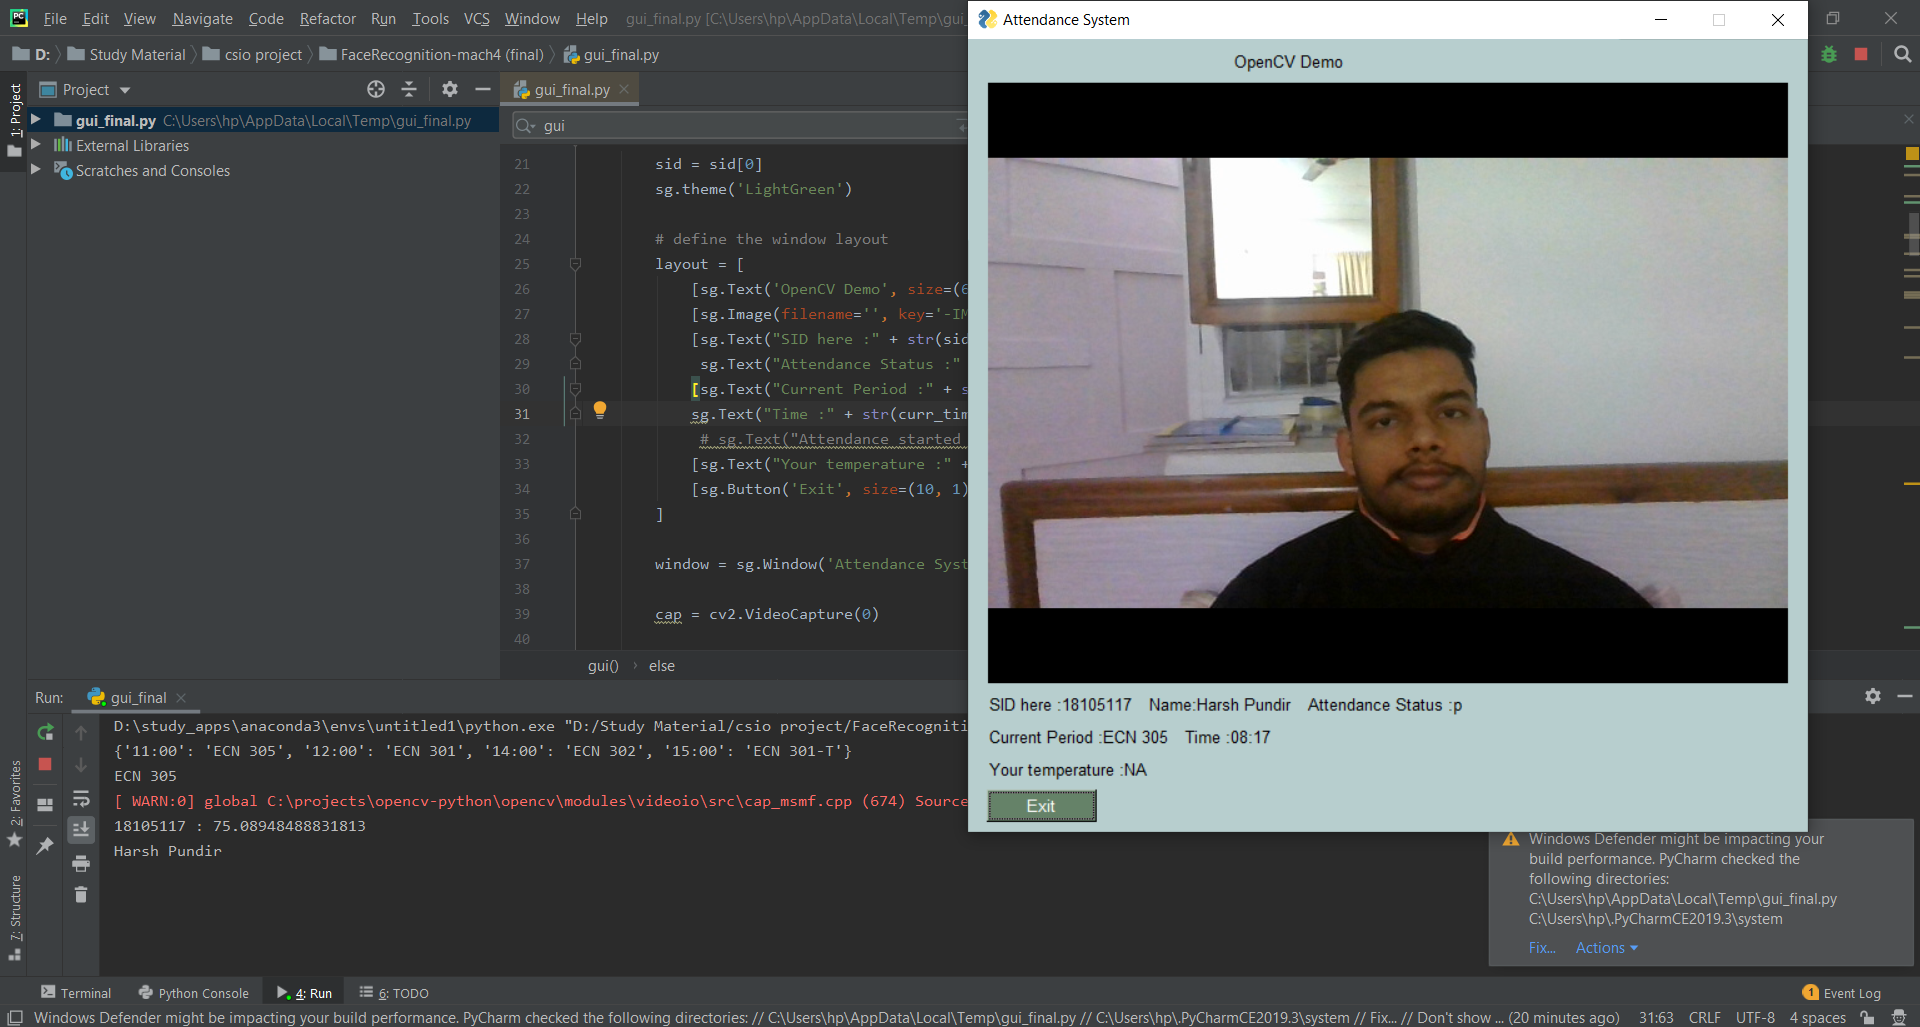 File Edit View Navigate Code Refactor Run Tools VCS Window Help gui_final.py [C:\Users\hp\AppData\Local\Temp\gui_
D: Study Material csio project FaceRecognition-mach4 (final) gui_final.py
1: Project
Project
gui_final.py C:\Users\hp\AppData\Local\Temp\gui_final.py
External Libraries
Scratches and Consoles
gui_final.py
gui
21 sid = sid[0]
22 sg.theme('LightGreen')
23
24 # define the window layout
25 layout = [
26 [sg.Text('OpenCV Demo', size=(
27 [sg.Image(filename='', key='-IM
28 [sg.Text("SID here :" + str(sid
29 sg.Text("Attendance Status :"
30 [sg.Text("Current Period :" + s
31 sg.Text("Time :" + str(curr_tim
32 # sg.Text("Attendance started
33 [sg.Text("Your temperature :" +
34 [sg.Button('Exit', size=(10, 1)
35 ]
36
37 window = sg.Window('Attendance Syst
38
39 cap = cv2.VideoCapture(0)
40
gui() › else
Attendance System
OpenCV Demo
SID here :18105117 Name:Harsh Pundir Attendance Status :p
Current Period :ECN 305 Time :08:17
Your temperature :NA
Exit
Run: gui_final
D:\study_apps\anaconda3\envs\untitled1\python.exe "D:/Study Material/csio project/FaceRecogniti
{'11:00': 'ECN 305', '12:00': 'ECN 301', '14:00': 'ECN 302', '15:00': 'ECN 301-T'}
ECN 305
[ WARN:0] global C:\projects\opencv-python\opencv\modules\videoio\src\cap_msmf.cpp (674) Source
18105117 : 75.08948488831813
Harsh Pundir
2: Favorites
7: Structure
Windows Defender might be impacting your
build performance. PyCharm checked the
following directories:
C:\Users\hp\AppData\Local\Temp\gui_final.py
C:\Users\hp\.PyCharmCE2019.3\system
Fix... Actions
Terminal Python Console 4: Run 6: TODO 1 Event Log
Windows Defender might be impacting your build performance. PyCharm checked the following directories: // C:\Users\hp\AppData\Local\Temp\gui_final.py // C:\Users\hp\.PyCharmCE2019.3\system // Fix... // Don't show ... (20 minutes ago) 31:63 CRLF UTF-8 4 spaces